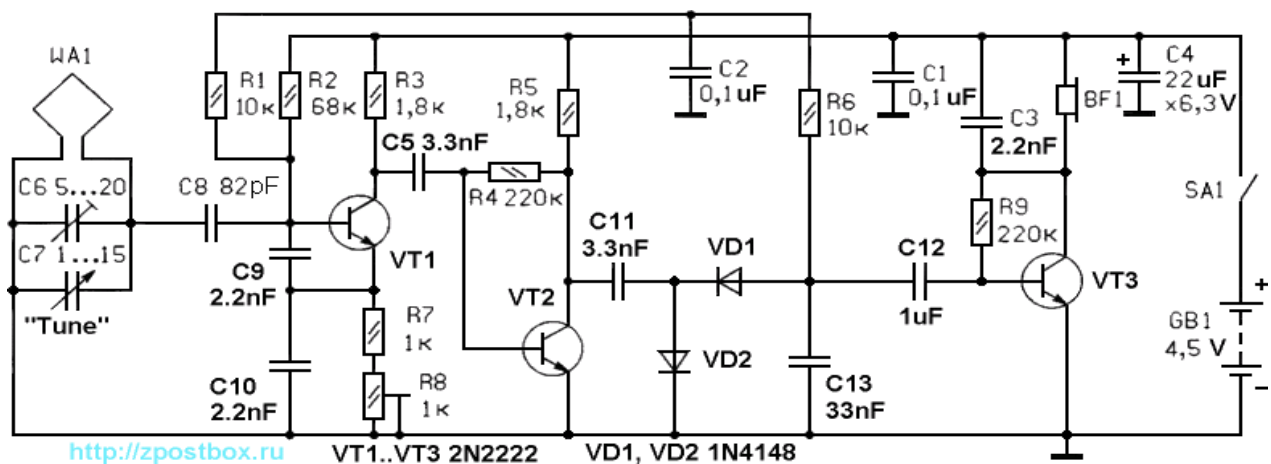 WA1
R1
10к
R2
68к
R3
1,8к
R5
1,8к
C2
0,1uF
R6
10к
C1
0,1uF
C3
2.2nF
BF1
+
C4
22uF
×6,3V
C5 3.3nF
R4 220к
C6 5...20
C8 82pF
C7 1...15
"Tune"
VT1
C9
2.2nF
R7
1к
C10
2.2nF
R8
1к
VT2
C11
3.3nF
VD1
VD2
C12
1uF
C13
33nF
R9
220к
VT3
SA1
+
GB1
4,5 V
−
http://zpostbox.ru
VT1..VT3 2N2222
VD1, VD2 1N4148